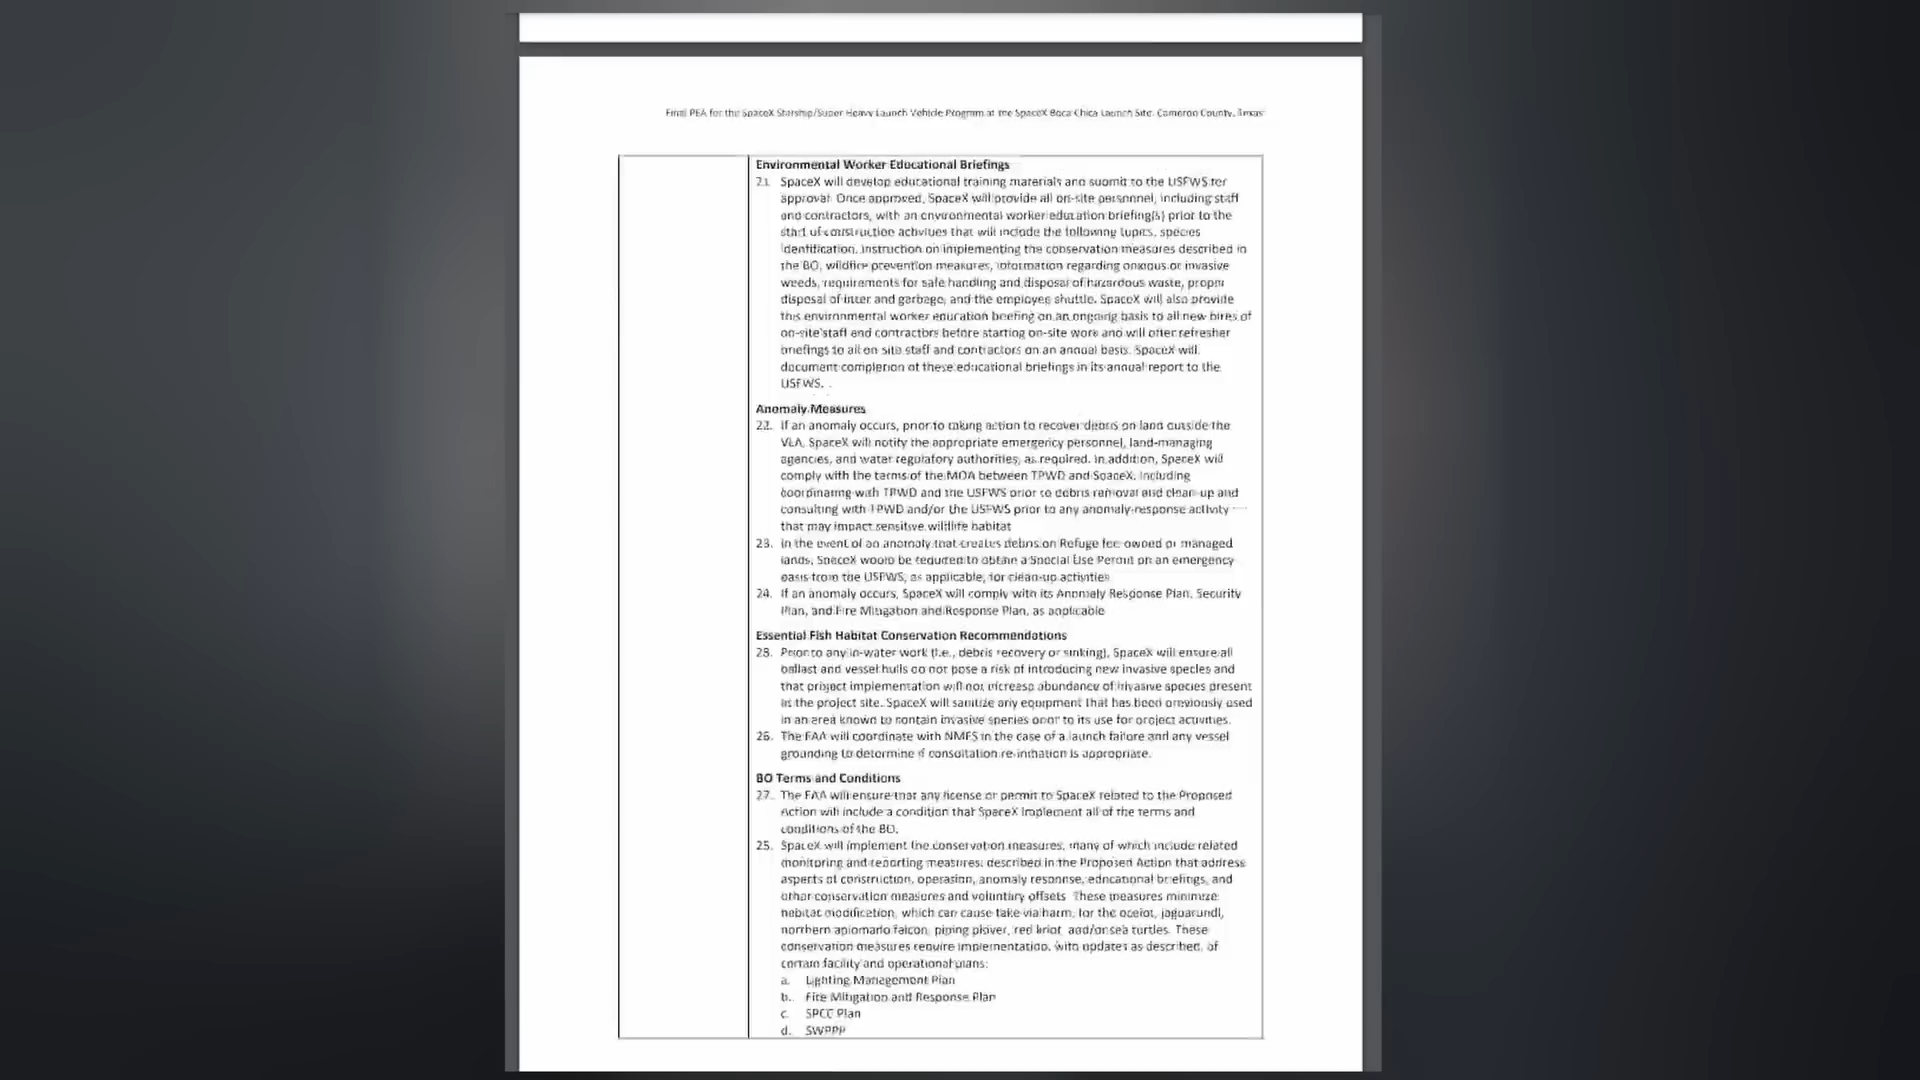 Final PEA for the SpaceX Starship/Super Heavy Launch Vehicle Program at the SpaceX Boca Chica Launch Site, Cameron County, Texas
Environmental Worker Educational Briefings
21. SpaceX will develop educational training materials and submit to the USFWS for
approval. Once approved, SpaceX will provide all on-site personnel, including staff
and contractors, with an environmental worker education briefing(s) prior to the
start of construction activities that will include the following topics: species
identification, instruction on implementing the conservation measures described in
the BO, wildfire prevention measures, information regarding noxious or invasive
weeds, requirements for safe handling and disposal of hazardous waste, proper
disposal of litter and garbage, and the employee shuttle. SpaceX will also provide
this environmental worker education briefing on an ongoing basis to all new hires of
on-site staff and contractors before starting on-site work and will offer refresher
briefings to all on-site staff and contractors on an annual basis. SpaceX will
document completion of these educational briefings in its annual report to the
USFWS.
Anomaly Measures
22. If an anomaly occurs, prior to taking action to recover debris on land outside the
VLA, SpaceX will notify the appropriate emergency personnel, land-managing
agencies, and water regulatory authorities, as required. In addition, SpaceX will
comply with the terms of the MOA between TPWD and SpaceX, including
coordinating with TPWD and the USFWS prior to debris removal and clean-up and
consulting with TPWD and/or the USFWS prior to any anomaly-response activity
that may impact sensitive wildlife habitat
23. In the event of an anomaly that creates debris on Refuge fee-owned or managed
lands, SpaceX would be required to obtain a Special Use Permit on an emergency
basis from the USFWS, as applicable, for clean-up activities
24. If an anomaly occurs, SpaceX will comply with its Anomaly Response Plan, Security
Plan, and Fire Mitigation and Response Plan, as applicable
Essential Fish Habitat Conservation Recommendations
Prior to any in-water work (i.e., debris recovery or sinking), SpaceX will ensure all
ballast and vessel hulls do not pose a risk of introducing new invasive species and
that project implementation will not increase abundance of invasive species present
at the project site. SpaceX will sanitize any equipment that has been previously used
in an area known to contain invasive species prior to its use for project activities.
26. The FAA will coordinate with NMFS in the case of a launch failure and any vessel
grounding to determine if consultation re-initiation is appropriate.
BO Terms and Conditions
27. The FAA will ensure that any license or permit to SpaceX related to the Proposed
Action will include a condition that SpaceX implement all of the terms and
conditions of the BO.
SpaceX will implement the conservation measures, many of which include related
monitoring and reporting measures, described in the Proposed Action that address
aspects of construction, operation, anomaly response, educational briefings, and
other conservation measures and voluntary offsets. These measures minimize
habitat modification, which can cause take via harm, for the ocelot, jaguarundi,
northern aplomado falcon, piping plover, red knot, and/or sea turtles. These
conservation measures require implementation, with updates as described, of
certain facility and operational plans:
a. Lighting Management Plan
b. Fire Mitigation and Response Plan
c. SPCC Plan
d. SWPPP